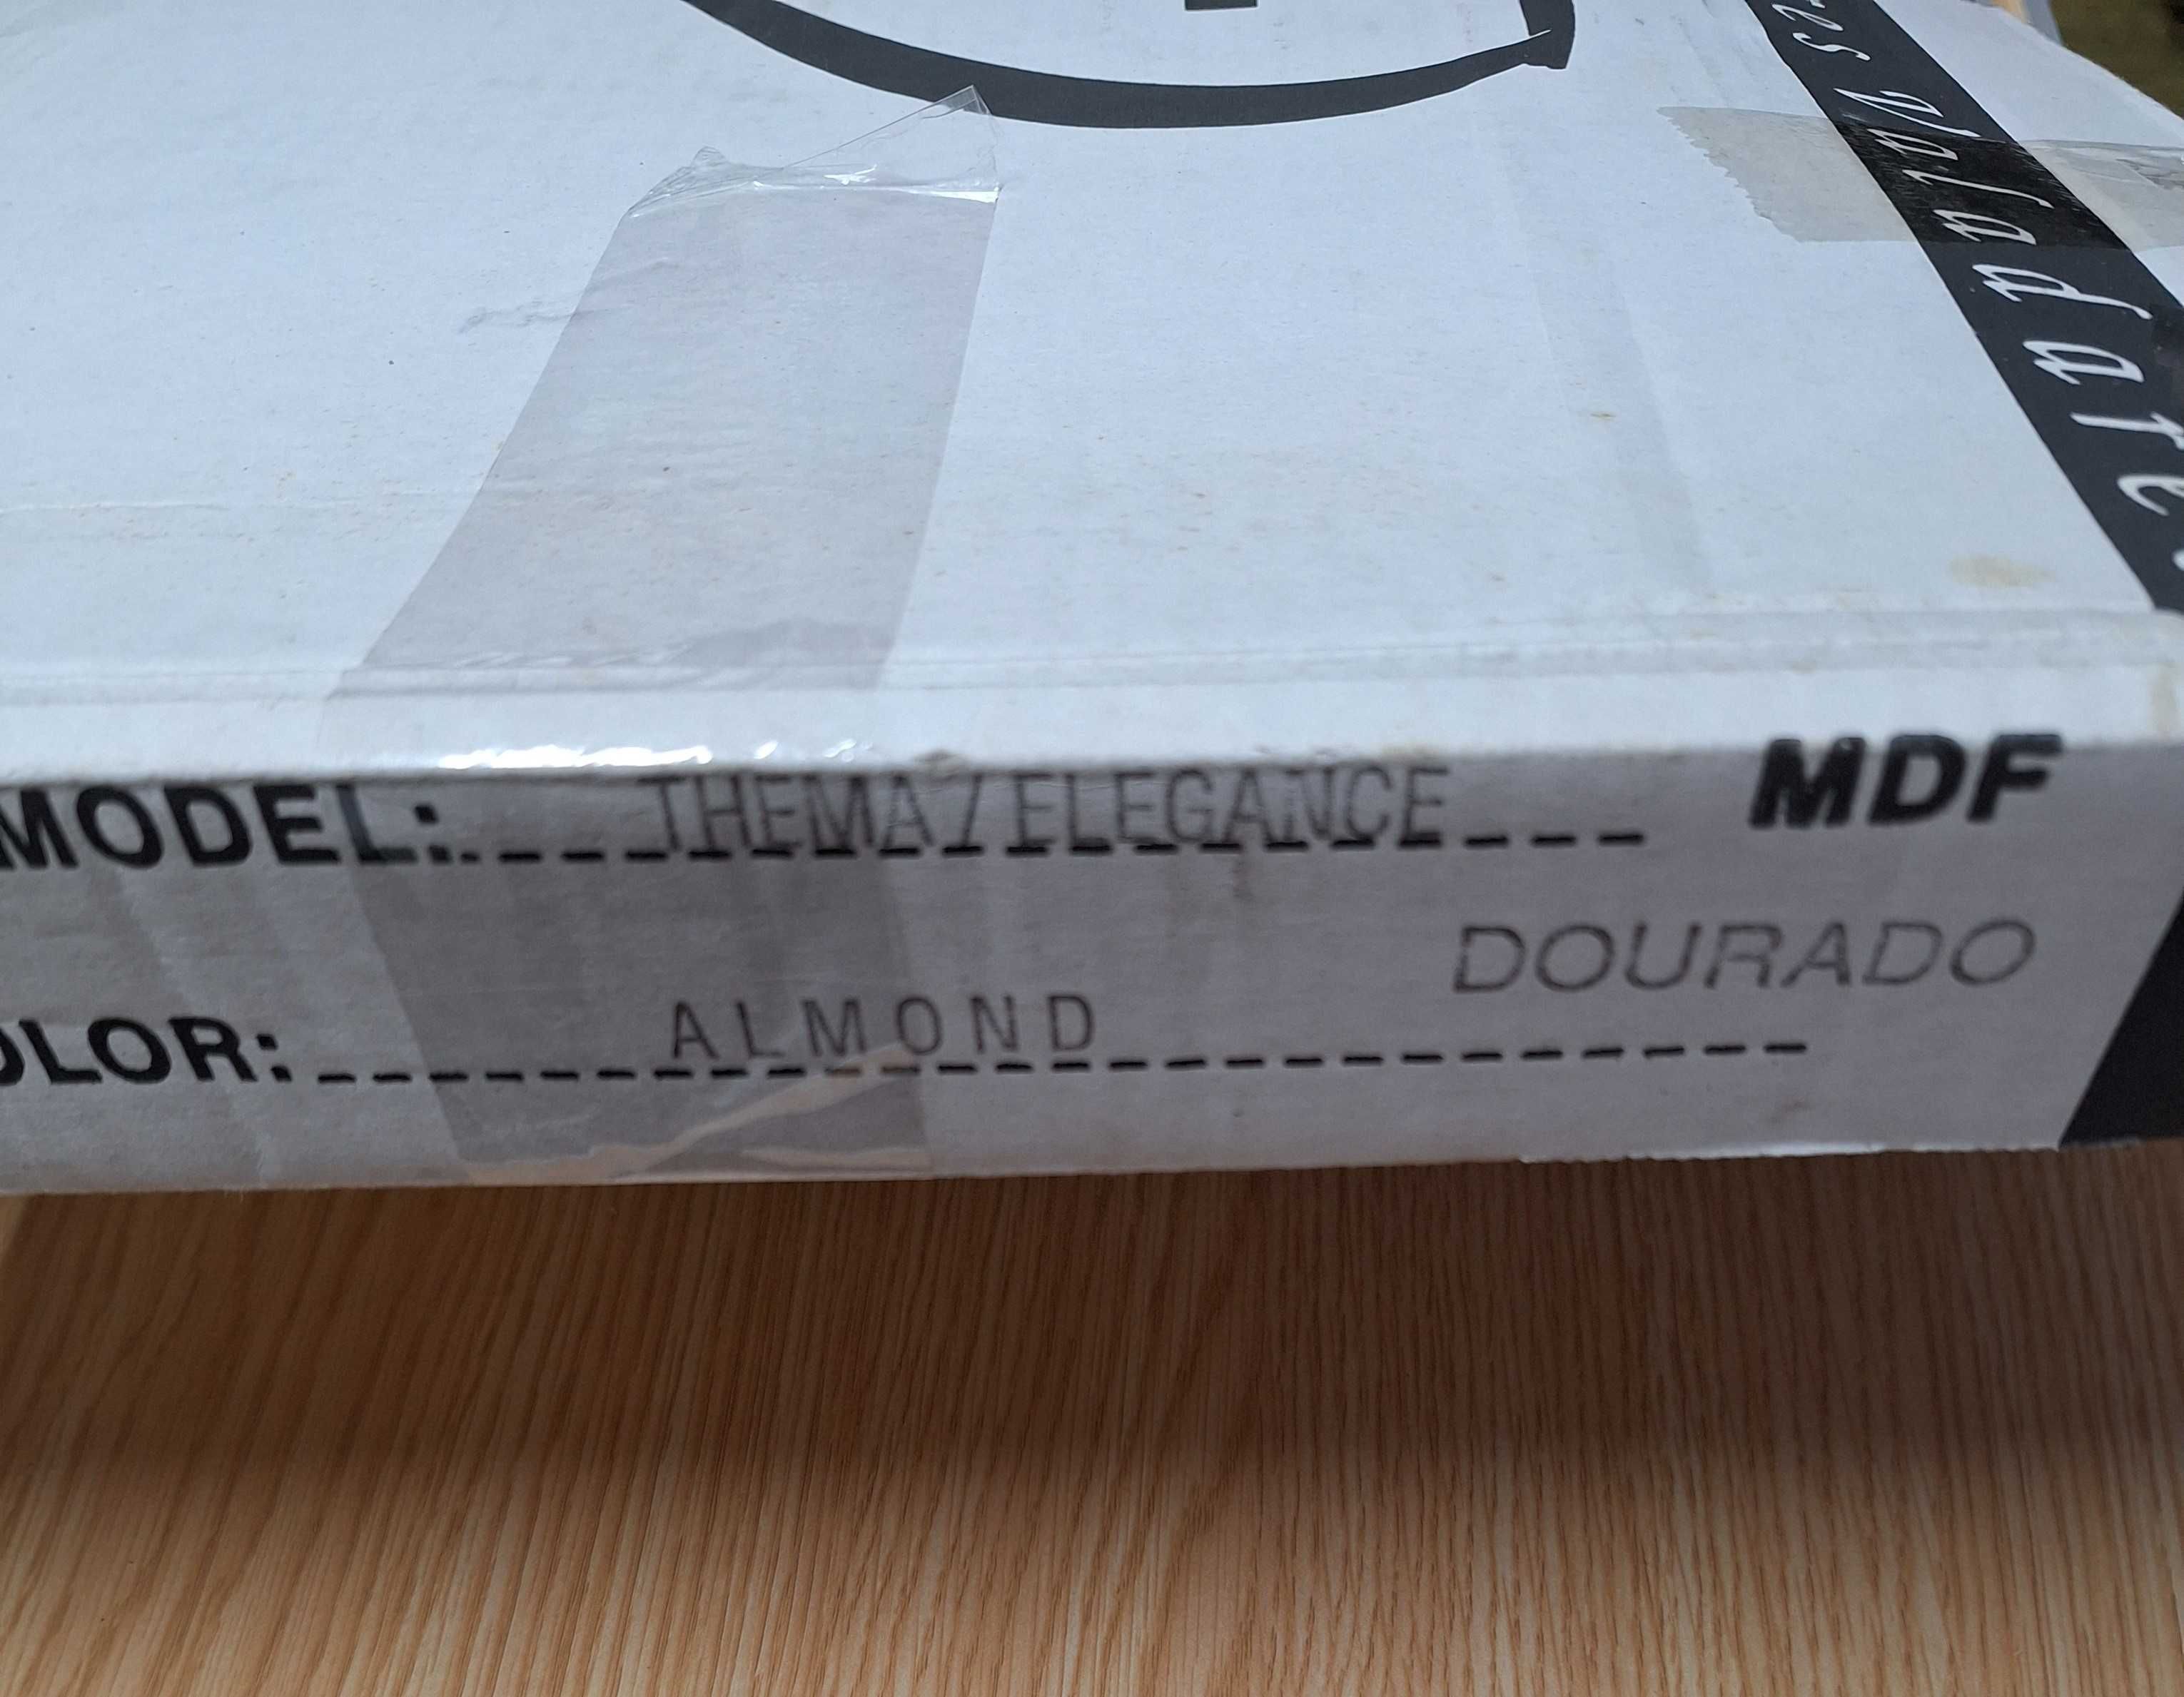 MODEL: THEMA/ELEGANCE MDF
DOURADO
OLOR: ALMOND